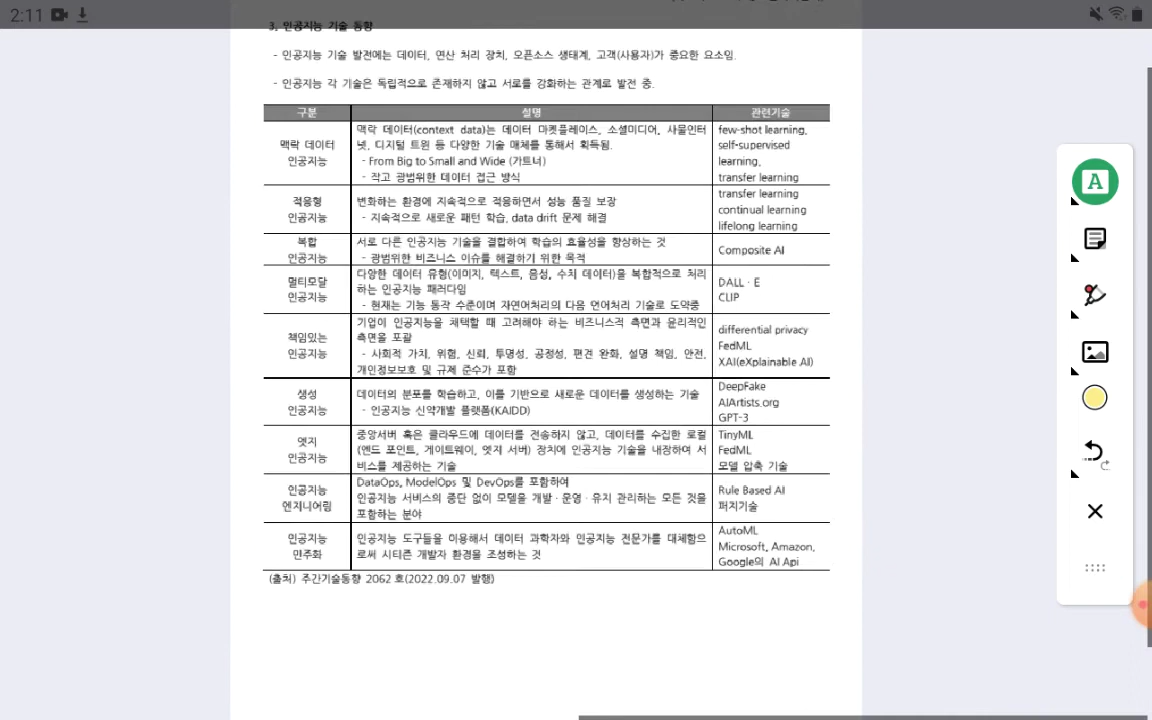 2:11
3. 인공지능 기술 동향
- 인공지능 기술 발전에는 데이터, 연산 처리 장치, 오픈소스 생태계, 고객(사용자)가 중요한 요소임.
- 인공지능 각 기술은 독립적으로 존재하지 않고 서로를 강화하는 관계로 발전 중.
구분 설명 관련기술
맥락 데이터
인공지능
맥락 데이터(context data)는 데이터 마켓플레이스, 소셜미디어, 사물인터
넷, 디지털 트윈 등 다양한 기술 매체를 통해서 획득됨.
- From Big to Small and Wide (가트너)
- 작고 광범위한 데이터 접근 방식
few-shot learning,
self-supervised
learning,
transfer learning
적응형
인공지능
변화하는 환경에 지속적으로 적응하면서 성능 품질 보장
- 지속적으로 새로운 패턴 학습, data drift 문제 해결
transfer learning
continual learning
lifelong learning
복합
인공지능
서로 다른 인공지능 기술을 결합하여 학습의 효율성을 향상하는 것
- 광범위한 비즈니스 이슈를 해결하기 위한 목적
Composite AI
멀티모달
인공지능
다양한 데이터 유형(이미지, 텍스트, 음성, 수치 데이터)을 복합적으로 처리
하는 인공지능 패러다임
- 현재는 기능 동작 수준이며 자연어처리의 다음 언어처리 기술로 도약중
DALL · E
CLIP
책임있는
인공지능
기업이 인공지능을 채택할 때 고려해야 하는 비즈니스적 측면과 윤리적인
측면을 포괄
- 사회적 가치, 위험, 신뢰, 투명성, 공정성, 편견 완화, 설명 책임, 안전,
개인정보보호 및 규제 준수가 포함
differential privacy
FedML
XAI(eXplainable AI)
생성
인공지능
데이터의 분포를 학습하고, 이를 기반으로 새로운 데이터를 생성하는 기술
- 인공지능 신약개발 플랫폼(KAIDD)
DeepFake
AIArtists.org
GPT-3
엣지
인공지능
중앙서버 혹은 클라우드에 데이터를 전송하지 않고, 데이터를 수집한 로컬
(엔드 포인트, 게이트웨이, 엣지 서버) 장치에 인공지능 기술을 내장하여 서
비스를 제공하는 기술
TinyML
FedML
모델 압축 기술
인공지능
엔지니어링
DataOps, ModelOps 및 DevOps를 포함하여
인공지능 서비스의 중단 없이 모델을 개발 · 운영 · 유지 관리하는 모든 것을
포함하는 분야
Rule Based AI
퍼지기술
인공지능
민주화
인공지능 도구들을 이용해서 데이터 과학자와 인공지능 전문가를 대체함으
로써 시티즌 개발자 환경을 조성하는 것
AutoML
Microsoft, Amazon,
Google의 AI Api
(출처) 주간기술동향 2062 호(2022.09.07 발행)
A